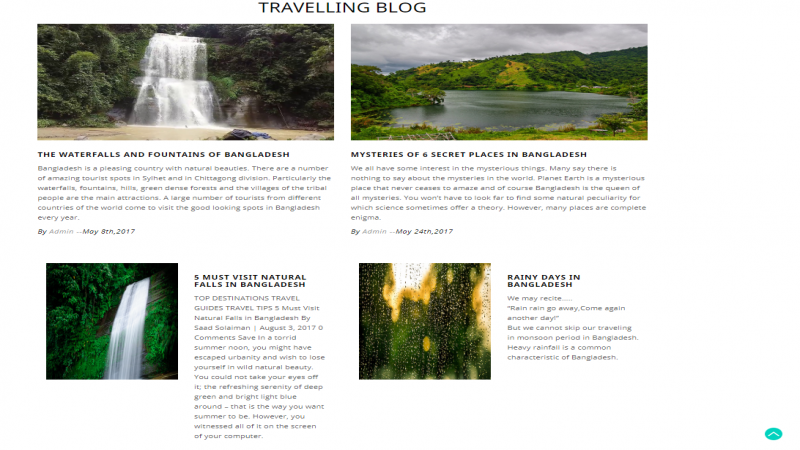 TRAVELLING BLOG
THE WATERFALLS AND FOUNTAINS OF BANGLADESH
Bangladesh is a pleasing country with natural beauties. There are a number
of amazing tourist spots in Sylhet and in Chittagong division. Particularly the
waterfalls, fountains, hills, green dense forests and the villages of the tribal
people are the main attractions. A large number of tourists from different
countries of the world come to visit the good looking spots in Bangladesh
every year.
By Admin --May 8th,2017
MYSTERIES OF 6 SECRET PLACES IN BANGLADESH
We all have some interest in the mysterious things. Many say there is
nothing to say about the mysteries in the world. Planet Earth is a mysterious
place that never ceases to amaze and of course Bangladesh is the queen of
all mysteries. You won't have to look far to find some natural peculiarity for
which science sometimes offer a theory. However, many places are complete
enigma.
By Admin --May 24th,2017
5 MUST VISIT NATURAL
FALLS IN BANGLADESH
TOP DESTINATIONS TRAVEL
GUIDES TRAVEL TIPS 5 Must Visit
Natural Falls in Bangladesh By
Saad Solaiman | August 3, 2017 0
Comments Save In a torrid
summer noon, you might have
escaped urbanity and wish to lose
yourself in wild natural beauty.
You could not take your eyes off
it; the refreshing serenity of deep
green and bright light blue
around – that is the way you want
summer to be. However, you
witnessed all of it on the screen
of your computer.
RAINY DAYS IN
BANGLADESH
We may recite.....
"Rain rain go away,Come again
another day!"
But we cannot skip our traveling
in monsoon period in Bangladesh.
Heavy rainfall is a common
characteristic of Bangladesh.